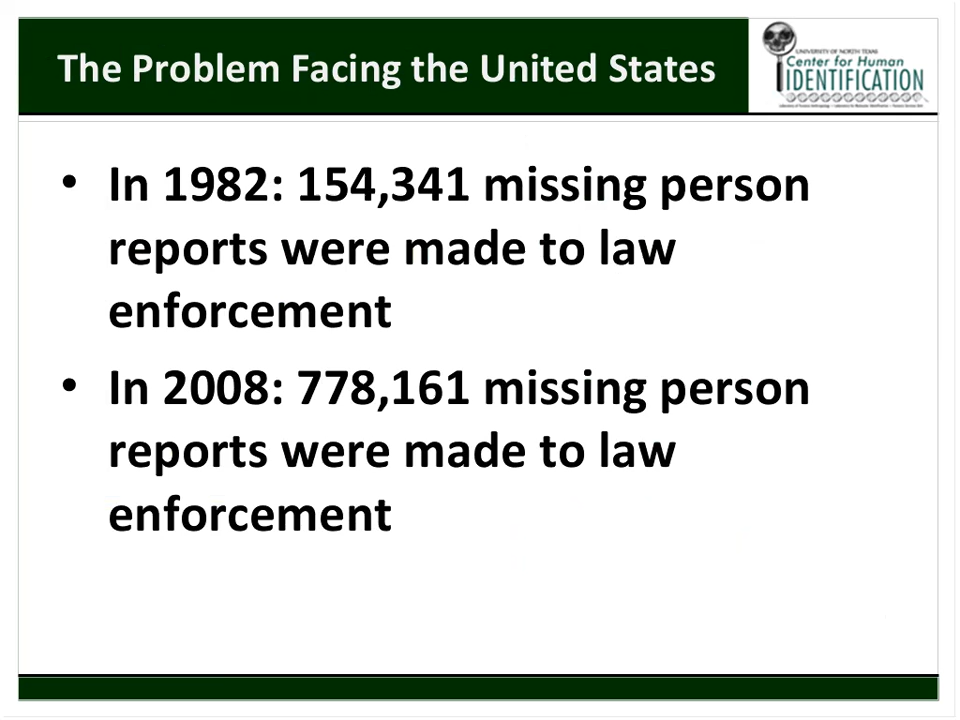 The Problem Facing the United States
UNIVERSITY OF NORTH TEXAS
Center for Human
IDENTIFICATION
• In 1982: 154,341 missing person
reports were made to law
enforcement
• In 2008: 778,161 missing person
reports were made to law
enforcement